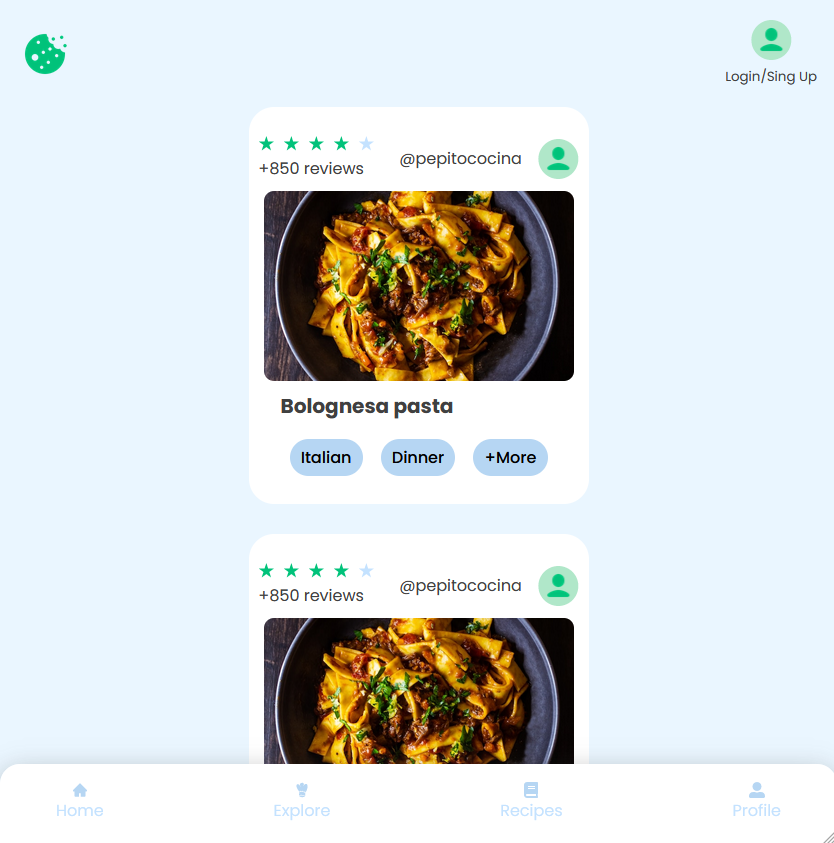 Login/Sing Up
+850 reviews
@pepitococina
Bolognesa pasta
Italian
Dinner
+More
+850 reviews
@pepitococina
Home
Explore
Recipes
Profile